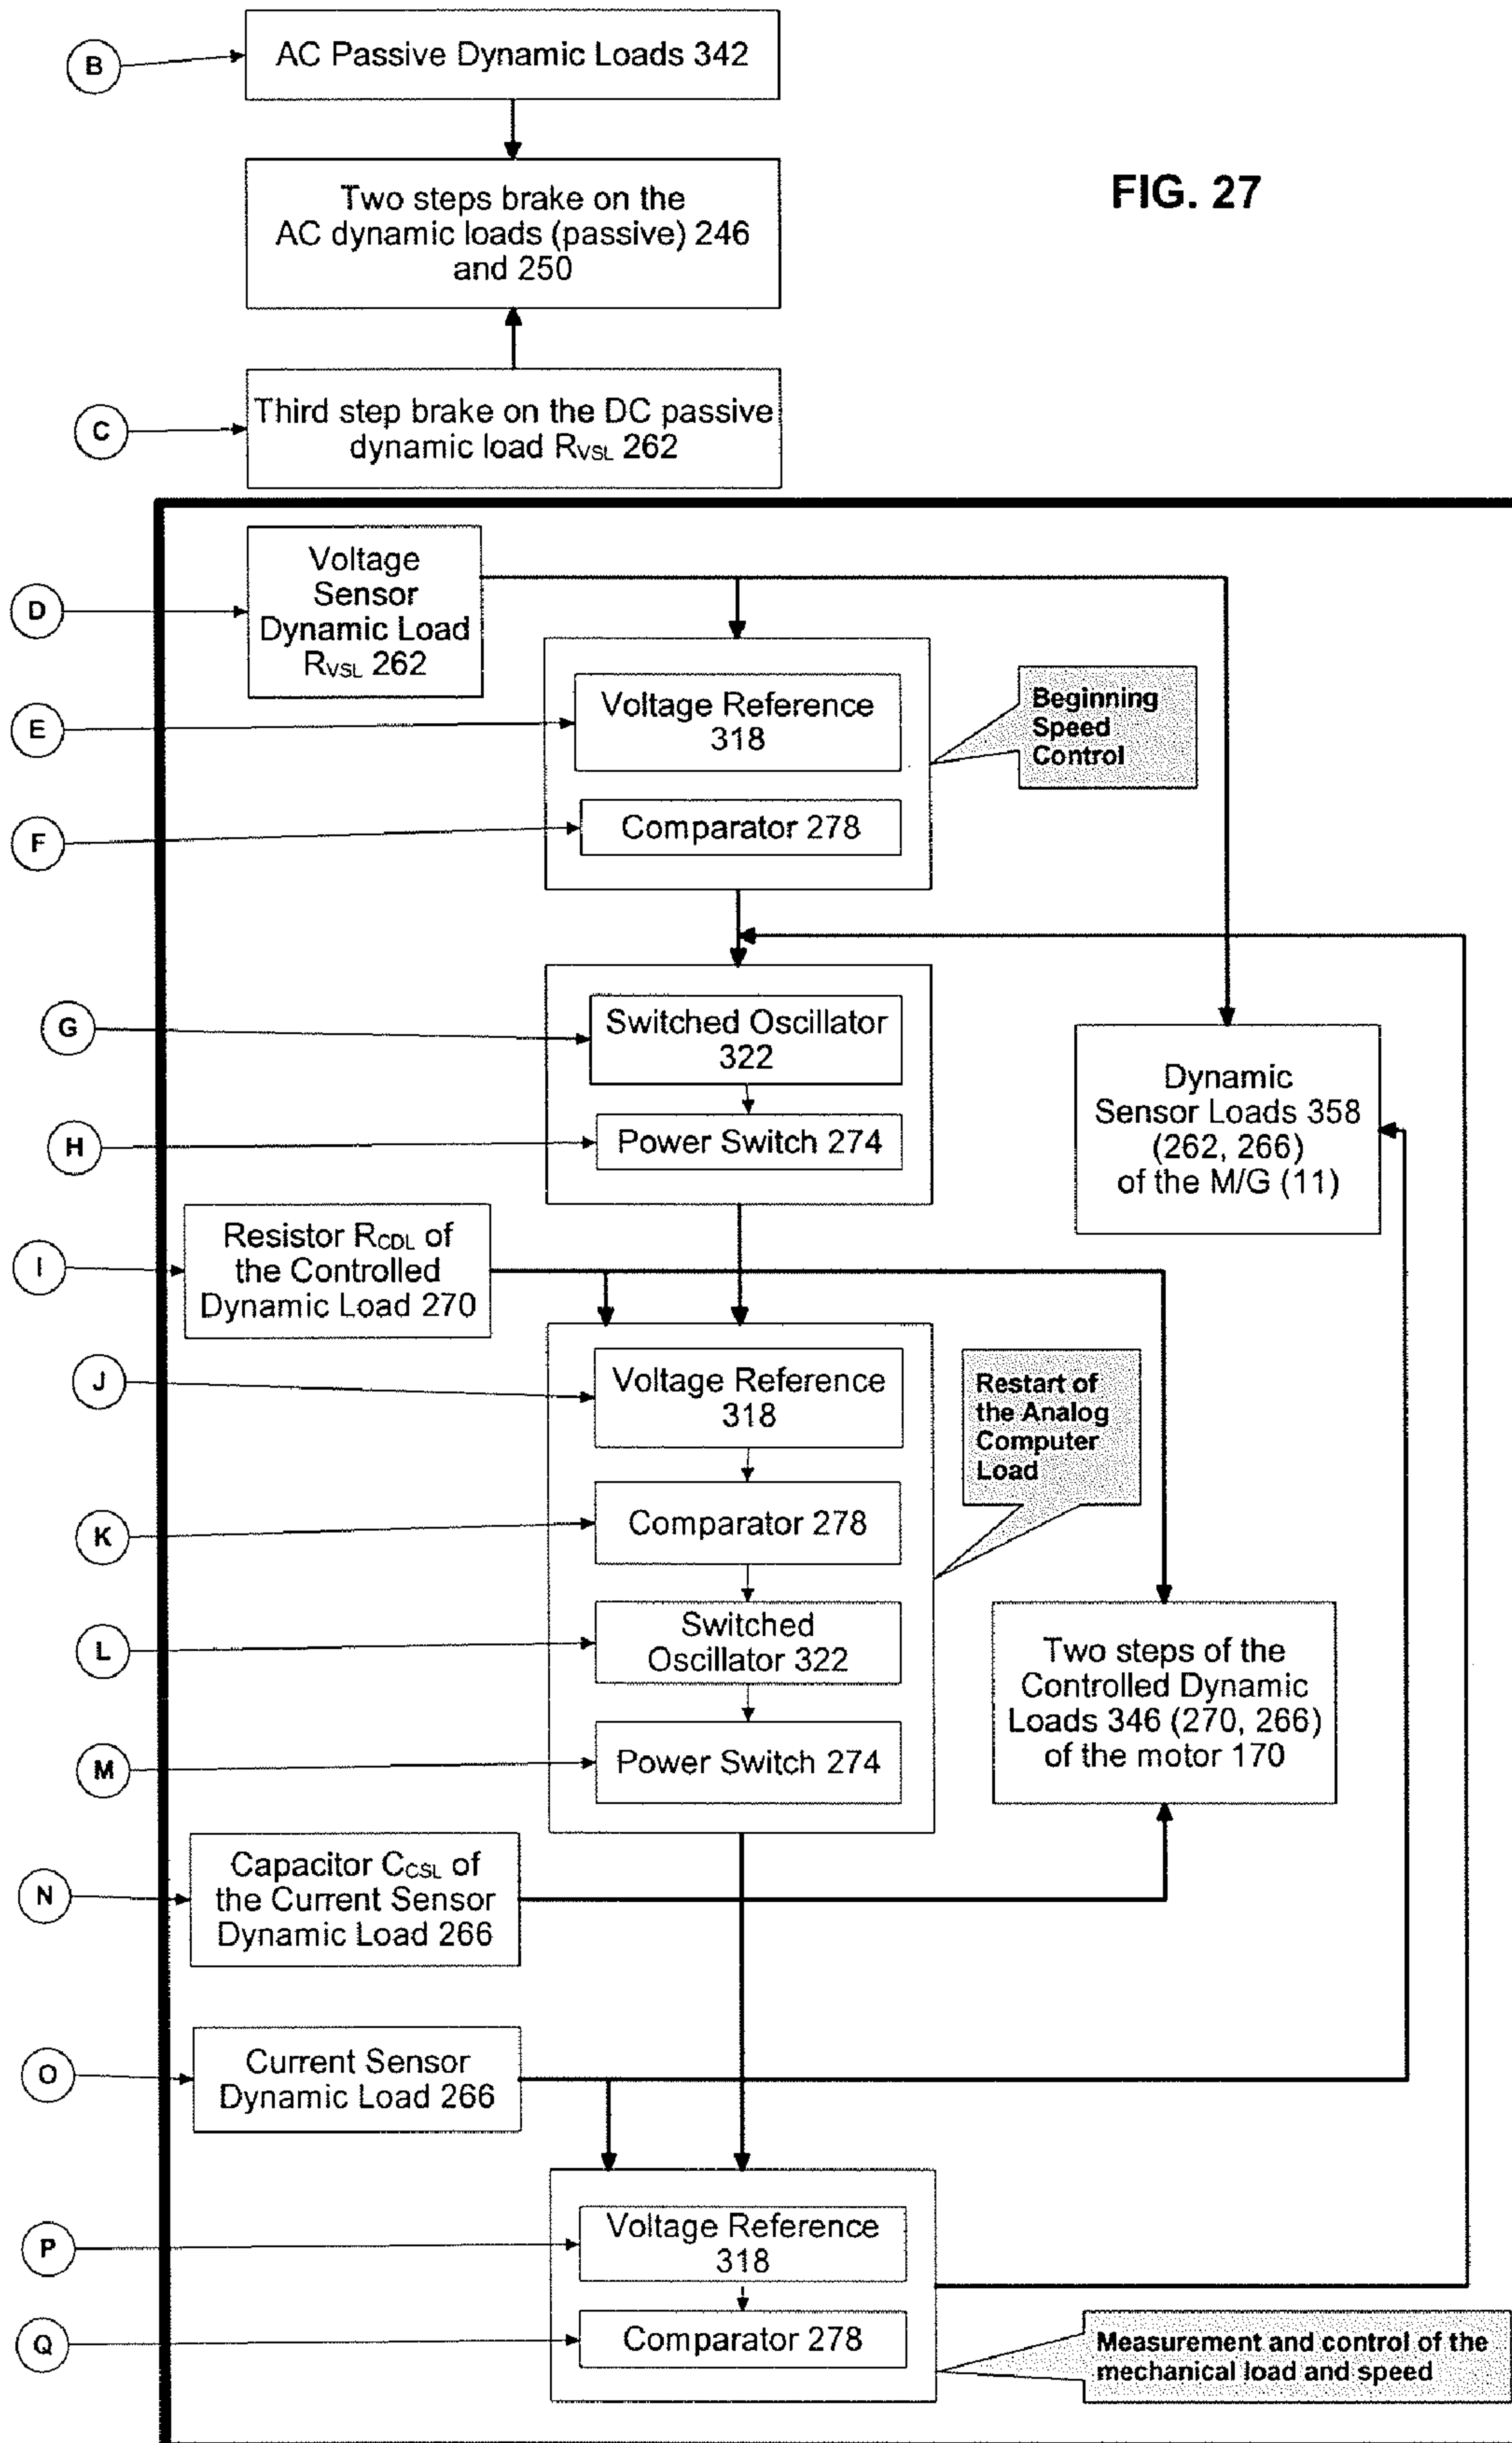 B
AC Passive Dynamic Loads 342
FIG. 27
Two steps brake on the
AC dynamic loads (passive) 246
and 250
C
Third step brake on the DC passive
dynamic load RVSL 262
D
Voltage
Sensor
Dynamic Load
RVSL 262
E
Voltage Reference
318
Beginning
Speed
Control
F
Comparator 278
G
Switched Oscillator
322
H
Power Switch 274
Dynamic
Sensor Loads 358
(262, 266)
of the M/G (11)
I
Resistor RCDL of
the Controlled
Dynamic Load 270
J
Voltage Reference
318
Restart of
the Analog
Computer
Load
K
Comparator 278
L
Switched
Oscillator 322
M
Power Switch 274
Two steps of the
Controlled Dynamic
Loads 346 (270, 266)
of the motor 170
N
Capacitor CCSL of
the Current Sensor
Dynamic Load 266
O
Current Sensor
Dynamic Load 266
P
Voltage Reference
318
Q
Comparator 278
Measurement and control of the
mechanical load and speed